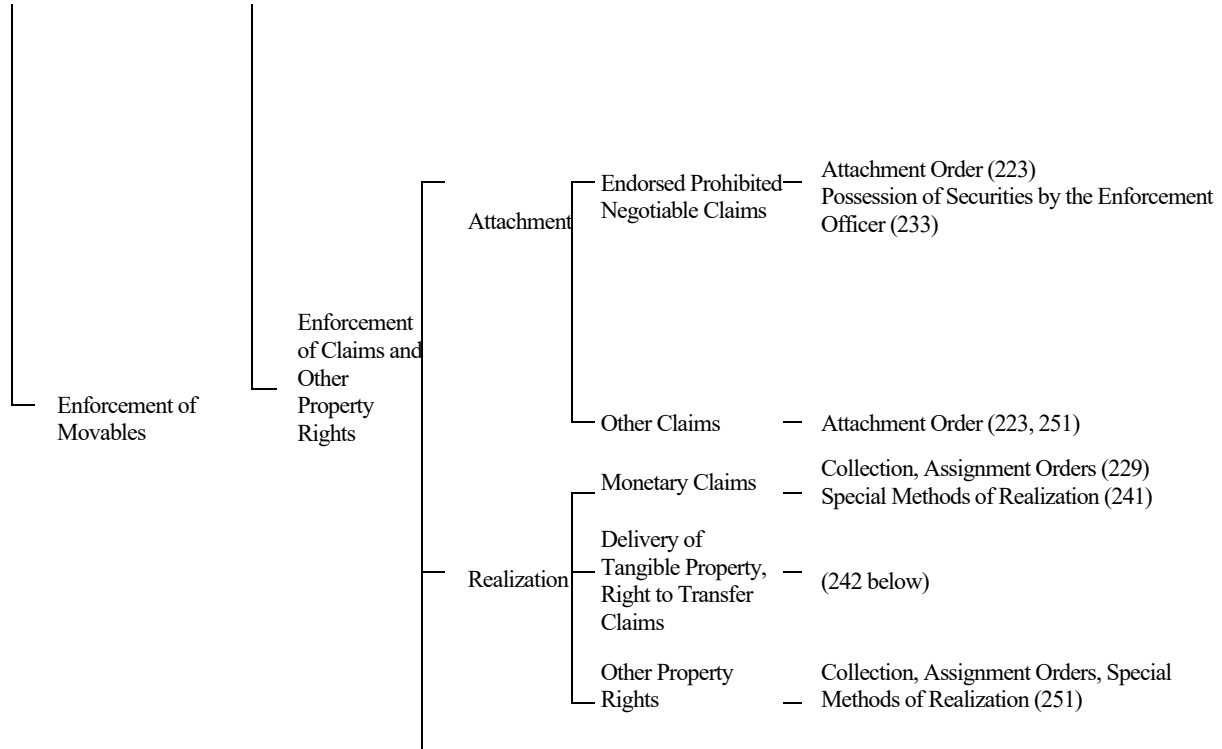 Enforcement of
Movables
Enforcement
of Claims and
Other
Property
Rights
Attachment
Endorsed Prohibited
Negotiable Claims
Attachment Order (223)
Possession of Securities by the Enforcement
Officer (233)
Other Claims
Attachment Order (223, 251)
Realization
Monetary Claims
Collection, Assignment Orders (229)
Special Methods of Realization (241)
Delivery of
Tangible Property,
Right to Transfer
Claims
(242 below)
Other Property
Rights
Collection, Assignment Orders, Special
Methods of Realization (251)